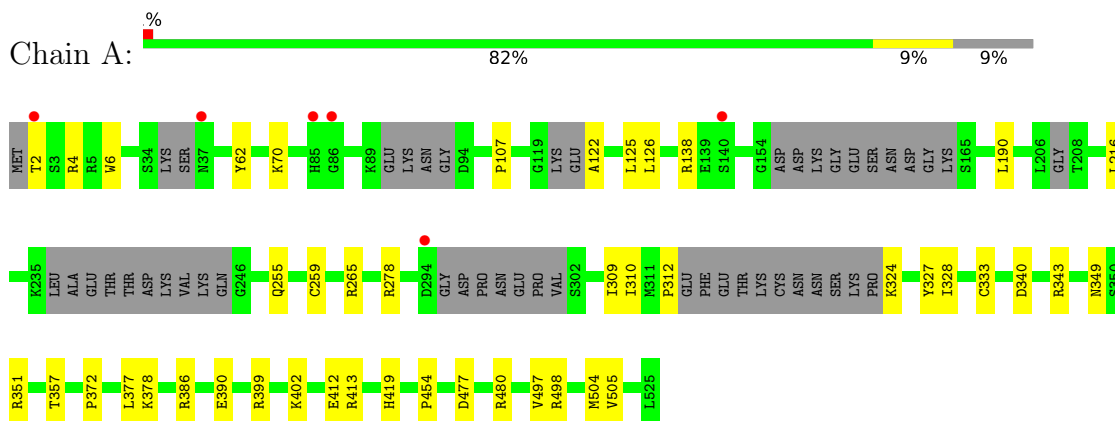 .%
Chain A:
82% 9% 9%
MET T2 S3 R4 R5 W6 S34 LYS SER N37 Y62 K70 H85 G86 K89 GLU LYS ASN GLY D94 P107 G119 LYS GLU A122 L125 L126 R138 E139 S140 G154 ASP ASP LYS GLY GLU SER ASN ASP GLY LYS S165 L190 L206 GLY T208 L216
K235 LEU ALA GLU THR THR ASP LYS VAL LYS GLN G246 Q255 C259 R265 R278 D294 GLY ASP PRO ASN GLU PRO VAL S302 I309 I310 M311 P312 GLU PHE GLU THR LYS CYS ASN ASN SER LYS PRO K324 Y327 I328 C333 D340 R343 N349 S350
R351 T357 P372 L377 K378 R386 E390 R399 K402 E412 R413 H419 P454 D477 R480 V497 R498 M504 V505 L525